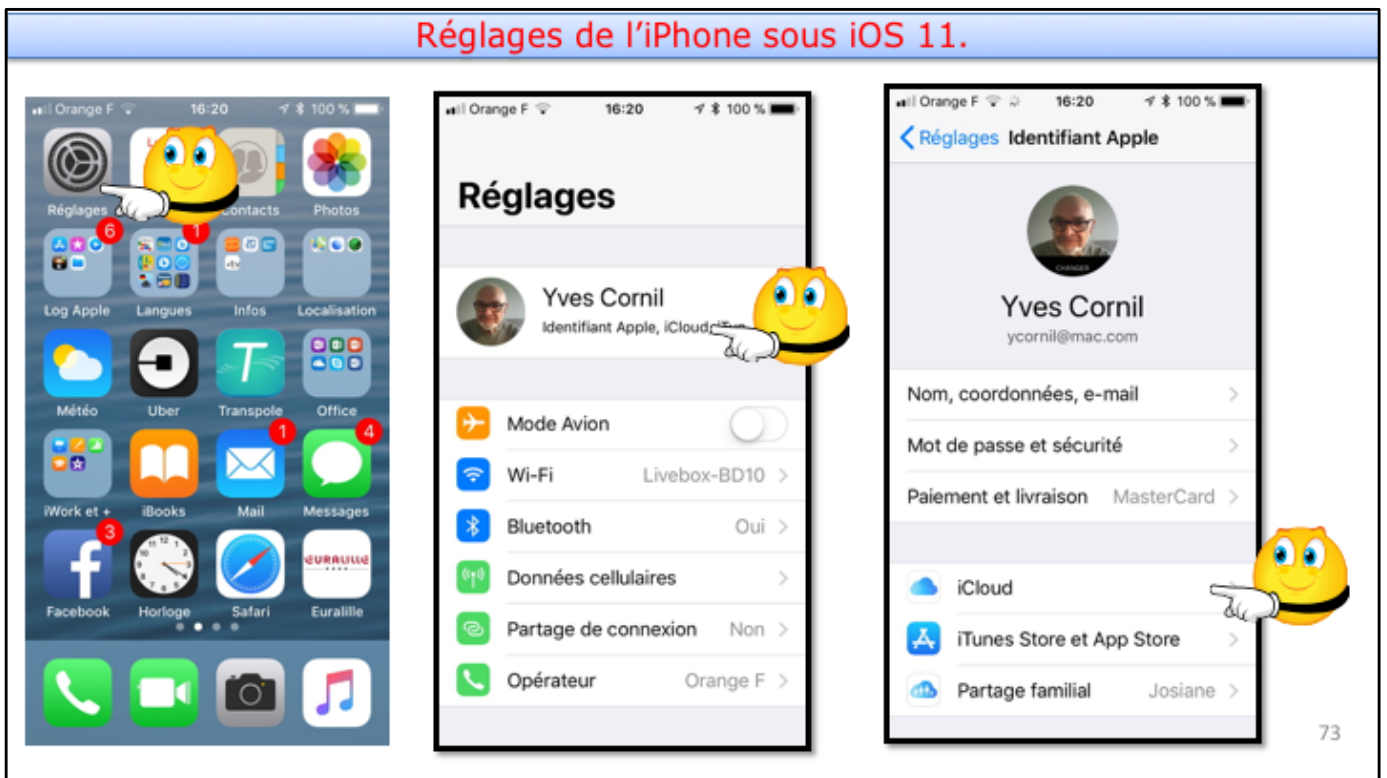 Réglages de l'iPhone sous iOS 11.
Orange F 16:20 100 %
Réglages Contacts Photos
6 1
Log Apple Langues Infos Localisation
Météo Uber Transpole Office
1 4
iWork et + iBooks Mail Messages
3
EURALILLE
Facebook Horloge Safari Euralille
Orange F 16:20 100 %
Réglages
Yves Cornil
Identifiant Apple, iCloud,
Mode Avion
Wi-Fi Livebox-BD10
Bluetooth Oui
Données cellulaires
Partage de connexion Non
Opérateur Orange F
Orange F 16:20 100 %
Réglages Identifiant Apple
CHANGER
Yves Cornil
ycornil@mac.com
Nom, coordonnées, e-mail
Mot de passe et sécurité
Paiement et livraison MasterCard
iCloud
iTunes Store et App Store
Partage familial Josiane
73